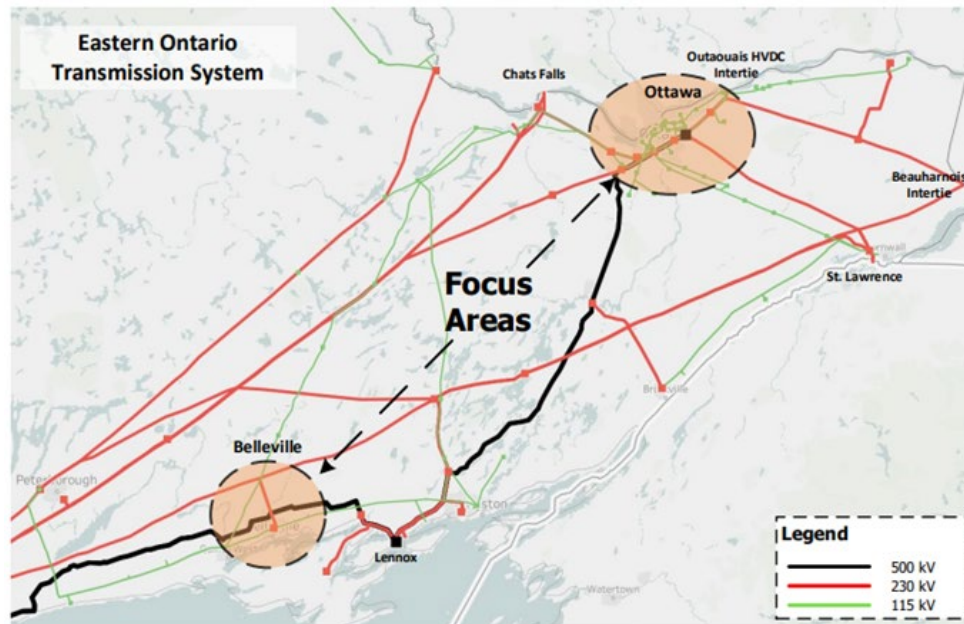 Eastern Ontario
Transmission System
Outaouais HVDC
Intertie
Chats Falls
Ottawa
Beauharnois
Intertie
St. Lawrence
Focus
Areas
Belleville
Peterborough
Lennox
Watertown
Legend
500 kV
230 kV
115 kV